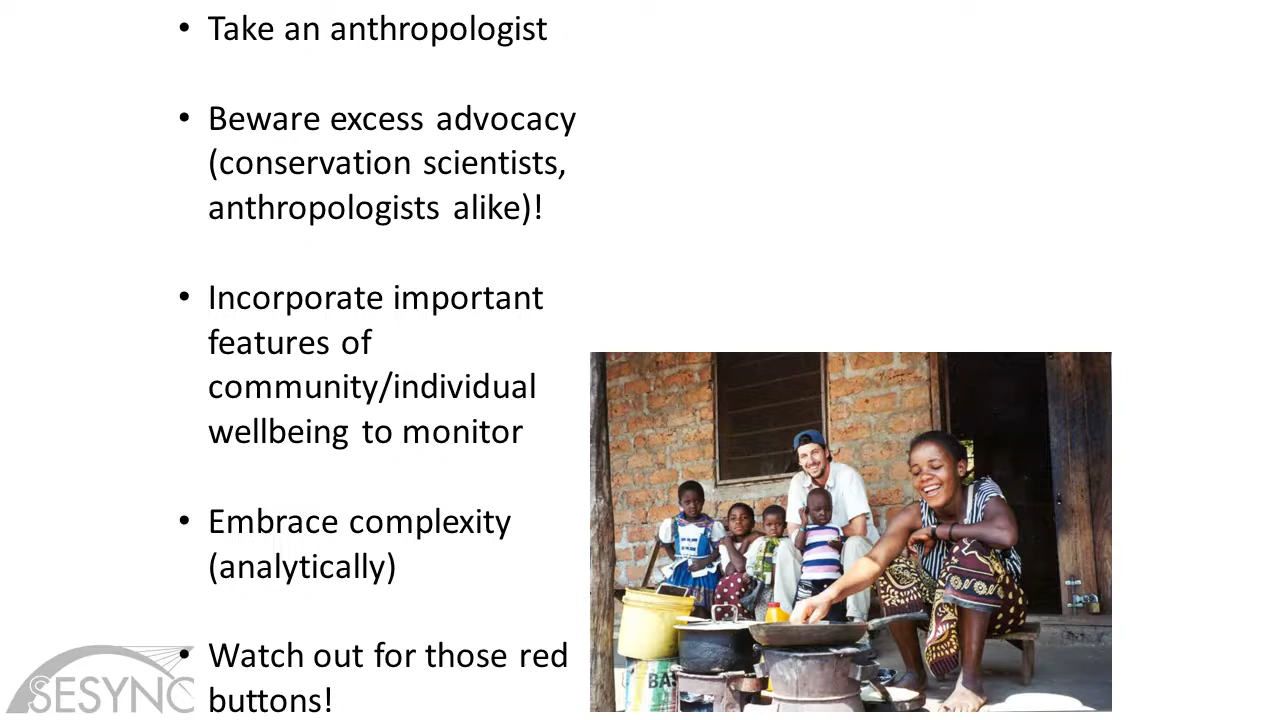 • Take an anthropologist
• Beware excess advocacy
(conservation scientists,
anthropologists alike)!
• Incorporate important
features of
community/individual
wellbeing to monitor
• Embrace complexity
(analytically)
• Watch out for those red
buttons!
SESYNC
BAS